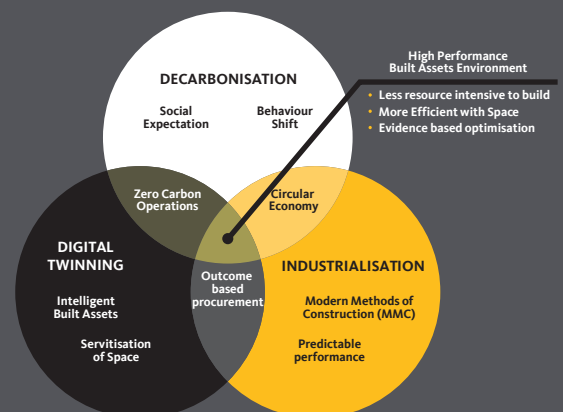 High Performance
Built Assets Environment
• Less resource intensive to build
• More Efficient with Space
• Evidence based optimisation
DECARBONISATION
Social
Expectation
Behaviour
Shift
Zero Carbon
Operations
Circular
Economy
DIGITAL
TWINNING
Intelligent
Built Assets
Servitisation
of Space
Outcome
based
procurement
INDUSTRIALISATION
Modern Methods of
Construction (MMC)
Predictable
performance